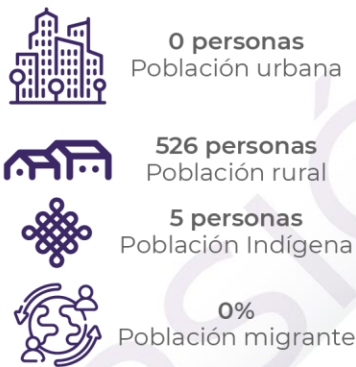 0 personas
Población urbana
526 personas
Población rural
5 personas
Población Indígena
0%
Población migrante